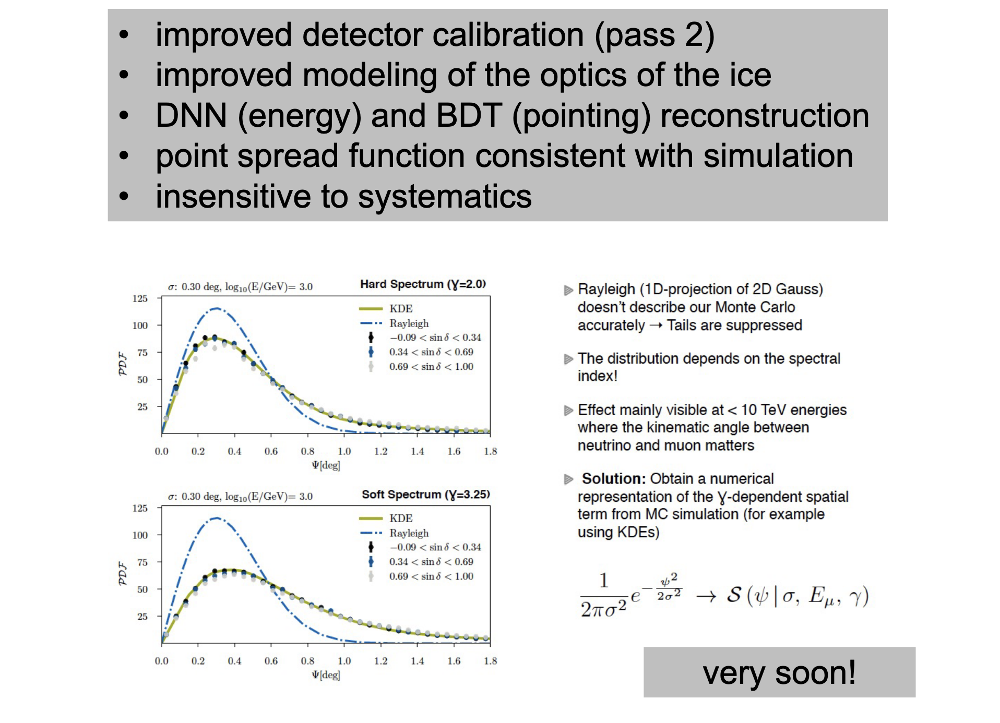 • improved detector calibration (pass 2)
• improved modeling of the optics of the ice
• DNN (energy) and BDT (pointing) reconstruction
• point spread function consistent with simulation
• insensitive to systematics
σ: 0.30 deg, log₁₀(E/GeV)= 3.0
Hard Spectrum (Ɣ=2.0)
125
100
75
50
25
𝒫𝒟ℱ
KDE
Rayleigh
−0.09 < sin δ < 0.34
0.34 < sin δ < 0.69
0.69 < sin δ < 1.00
0.0 0.2 0.4 0.6 0.8 1.0 1.2 1.4 1.6 1.8
Ψ[deg]
σ: 0.30 deg, log₁₀(E/GeV)= 3.0
Soft Spectrum (Ɣ=3.25)
125
100
75
50
25
𝒫𝒟ℱ
KDE
Rayleigh
−0.09 < sin δ < 0.34
0.34 < sin δ < 0.69
0.69 < sin δ < 1.00
0.0 0.2 0.4 0.6 0.8 1.0 1.2 1.4 1.6 1.8
Ψ[deg]
Rayleigh (1D-projection of 2D Gauss)
doesn't describe our Monte Carlo
accurately → Tails are suppressed
The distribution depends on the spectral
index!
Effect mainly visible at < 10 TeV energies
where the kinematic angle between
neutrino and muon matters
Solution: Obtain a numerical
representation of the Ɣ-dependent spatial
term from MC simulation (for example
using KDEs)
1/(2πσ²) e^(−ψ²/(2σ²)) → 𝒮(ψ | σ, E_μ, γ)
very soon!